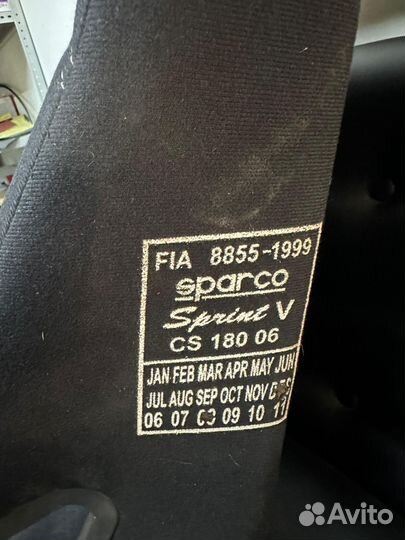 FIA 8855-1999
sparco
Sprint V
CS 180 06
JAN FEB MAR APR MAY JUN
JUL AUG SEP OCT NOV
06 07 09 10 11
Avito